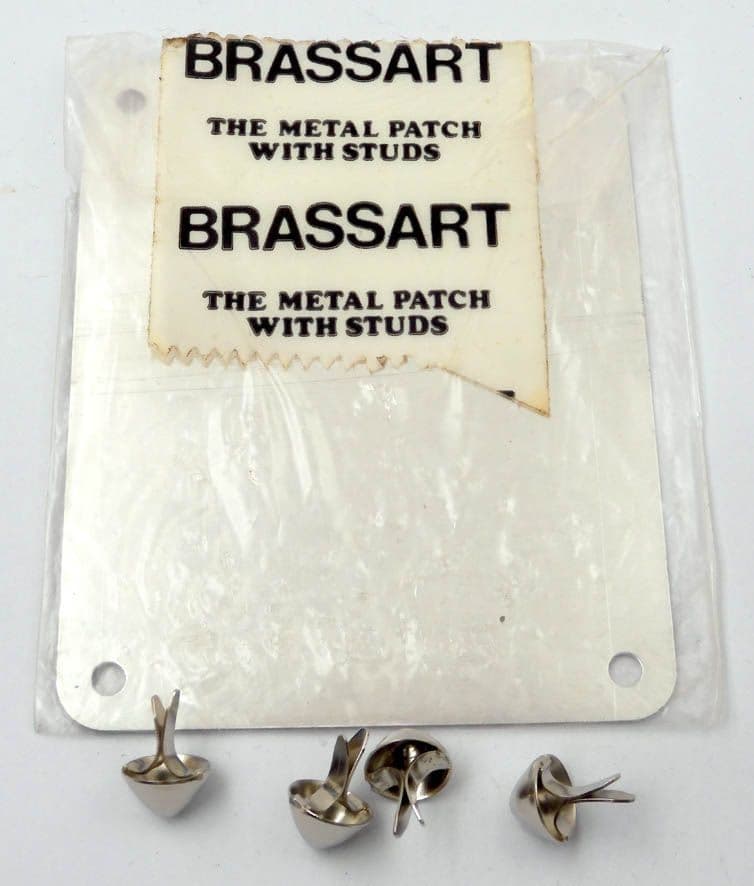 BRASSART
THE METAL PATCH
WITH STUDS
BRASSART
THE METAL PATCH
WITH STUDS